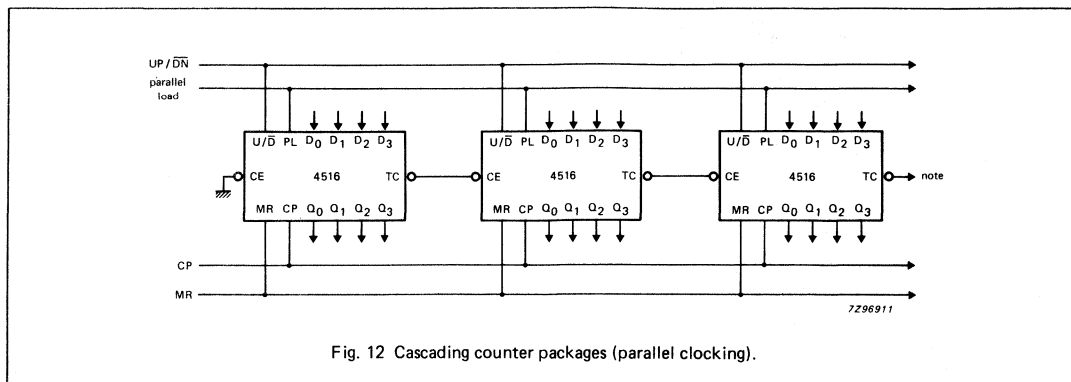 UP/D̅N̅
parallel
load
U/D̅ PL D0 D1 D2 D3
U/D̅ PL D0 D1 D2 D3
U/D̅ PL D0 D1 D2 D3
CE 4516 TC
CE 4516 TC
CE 4516 TC
note
MR CP Q0 Q1 Q2 Q3
MR CP Q0 Q1 Q2 Q3
MR CP Q0 Q1 Q2 Q3
CP
MR
7Z96911
Fig. 12 Cascading counter packages (parallel clocking).